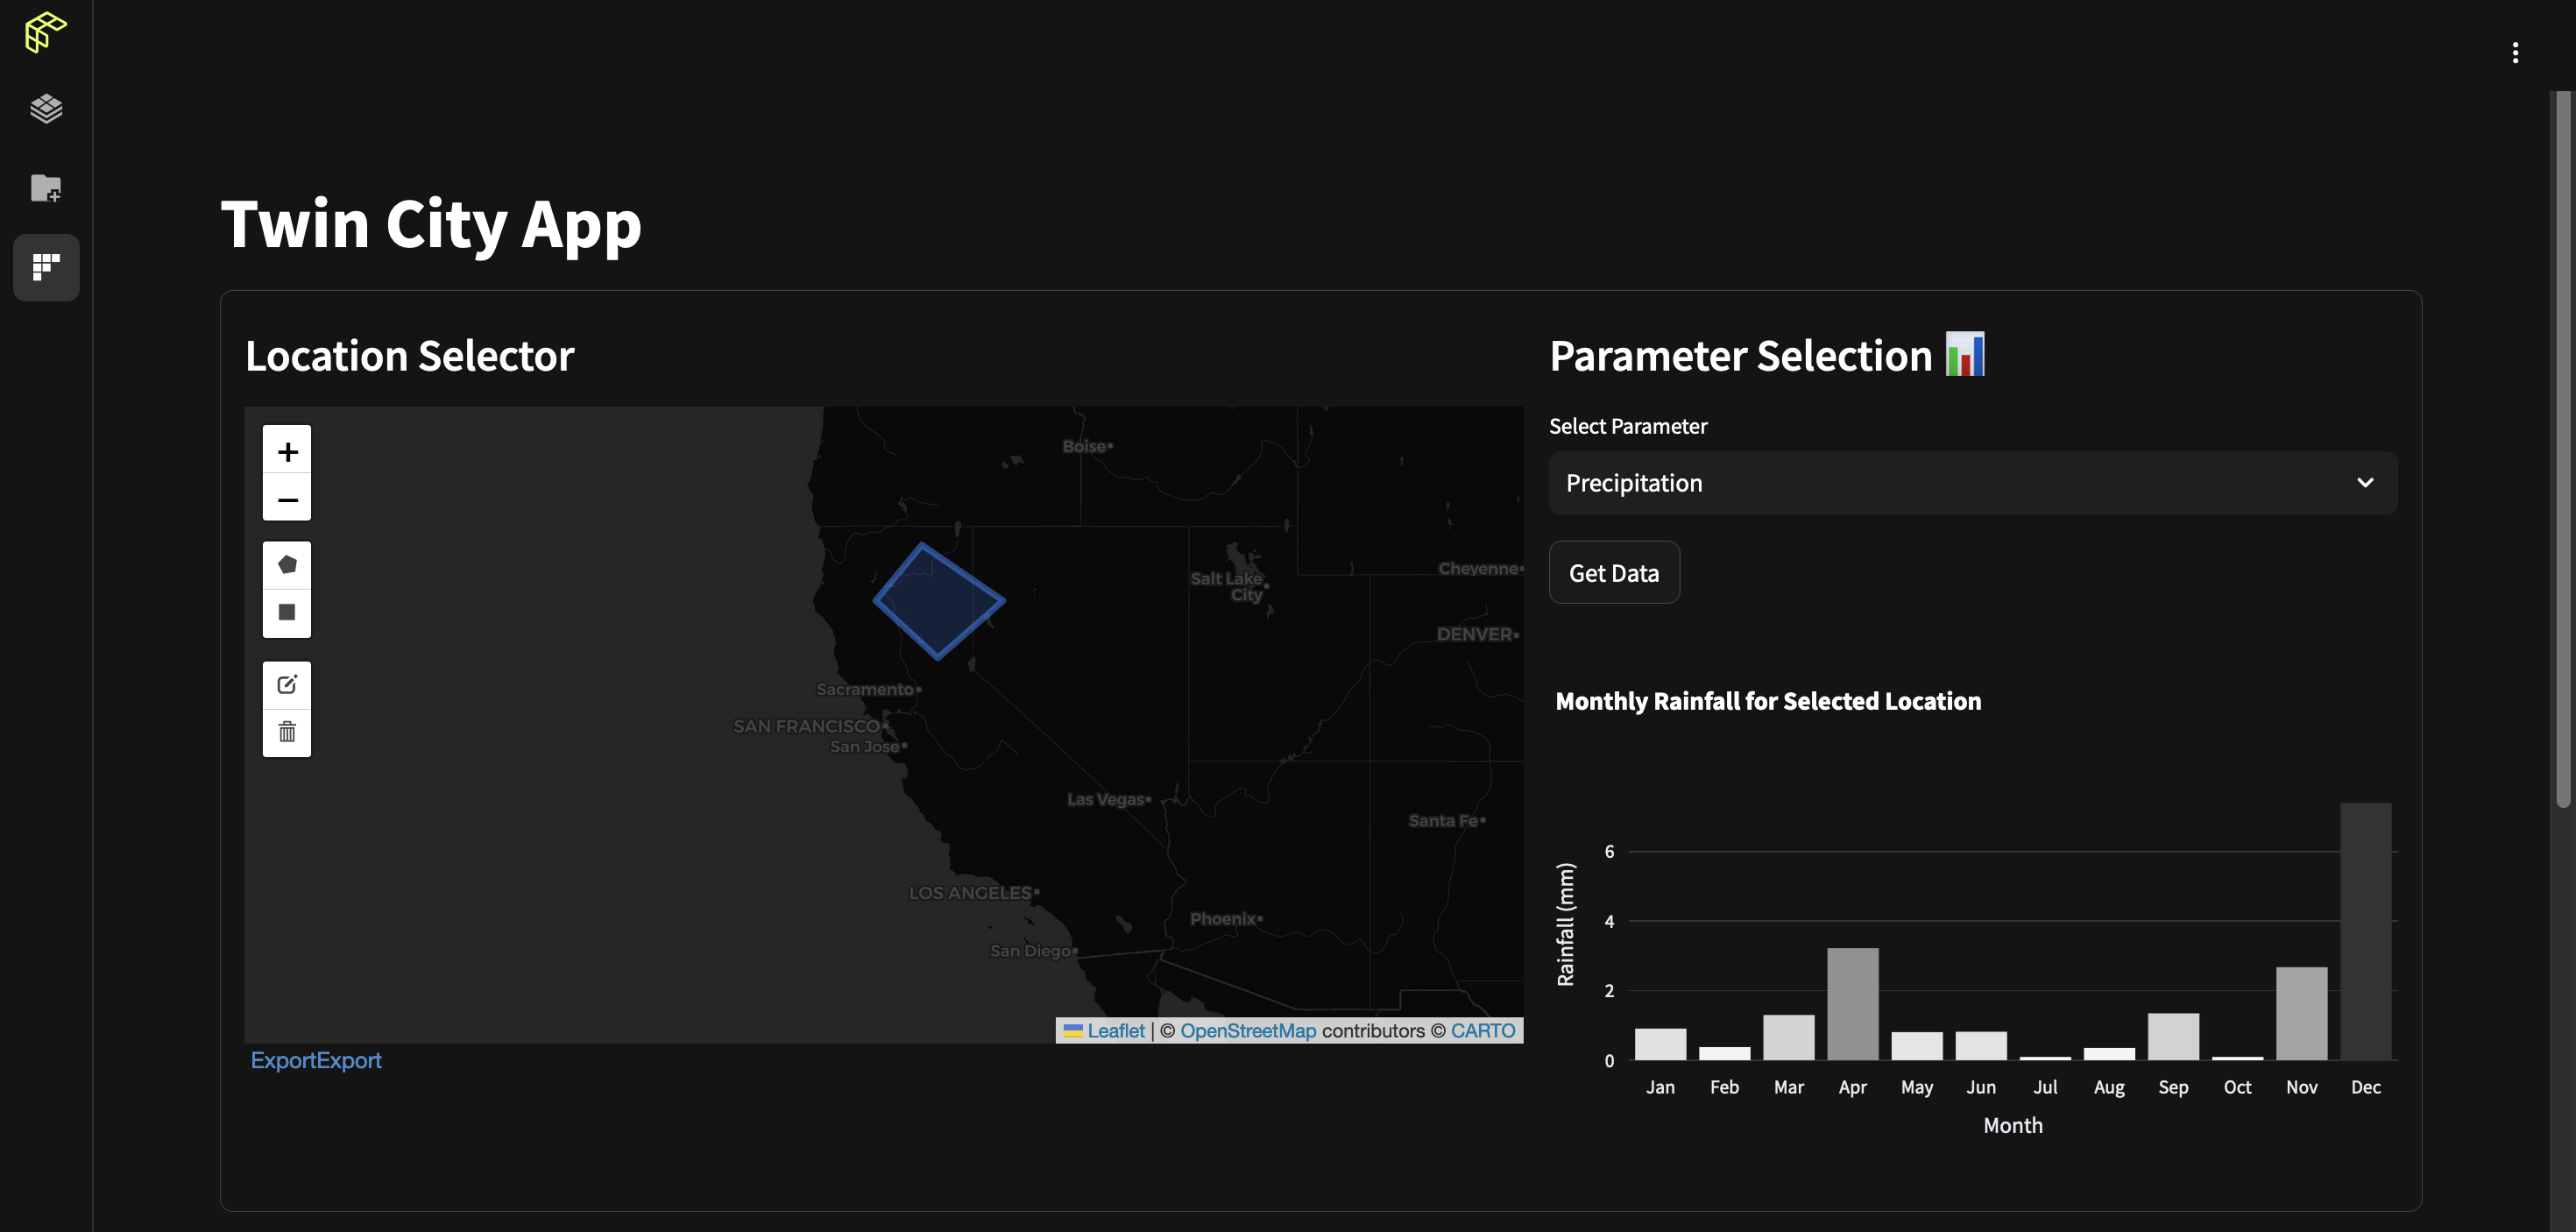 Twin City App
Location Selector
+
−
Boise
Salt Lake
City
Cheyenne
DENVER
Sacramento
SAN FRANCISCO
San Jose
Las Vegas
Santa Fe
LOS ANGELES
Phoenix
San Diego
Leaflet | © OpenStreetMap contributors © CARTO
ExportExport
Parameter Selection
Select Parameter
Precipitation
Get Data
Monthly Rainfall for Selected Location
Rainfall (mm)
6
4
2
0
Jan Feb Mar Apr May Jun Jul Aug Sep Oct Nov Dec
Month